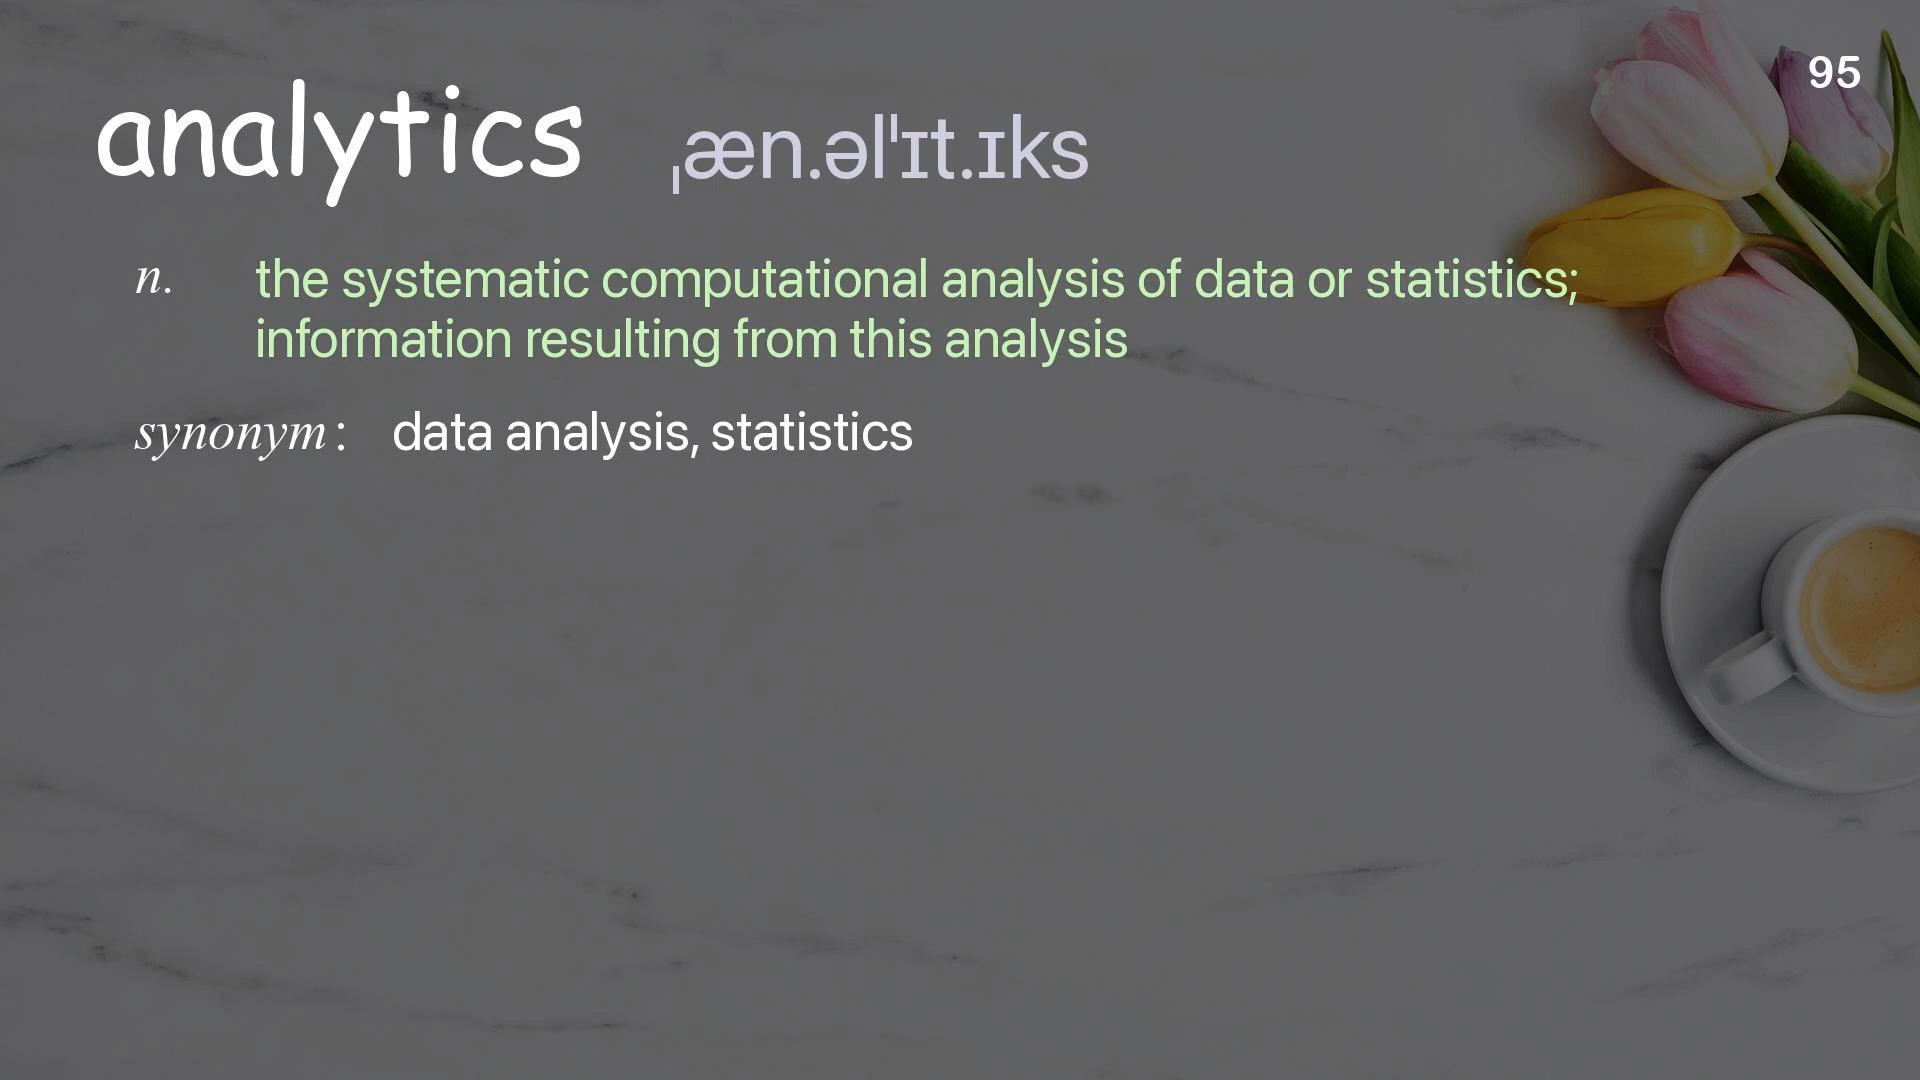 95
analytics ˌæn.əlˈɪt.ɪks
n. the systematic computational analysis of data or statistics;
information resulting from this analysis
synonym: data analysis, statistics